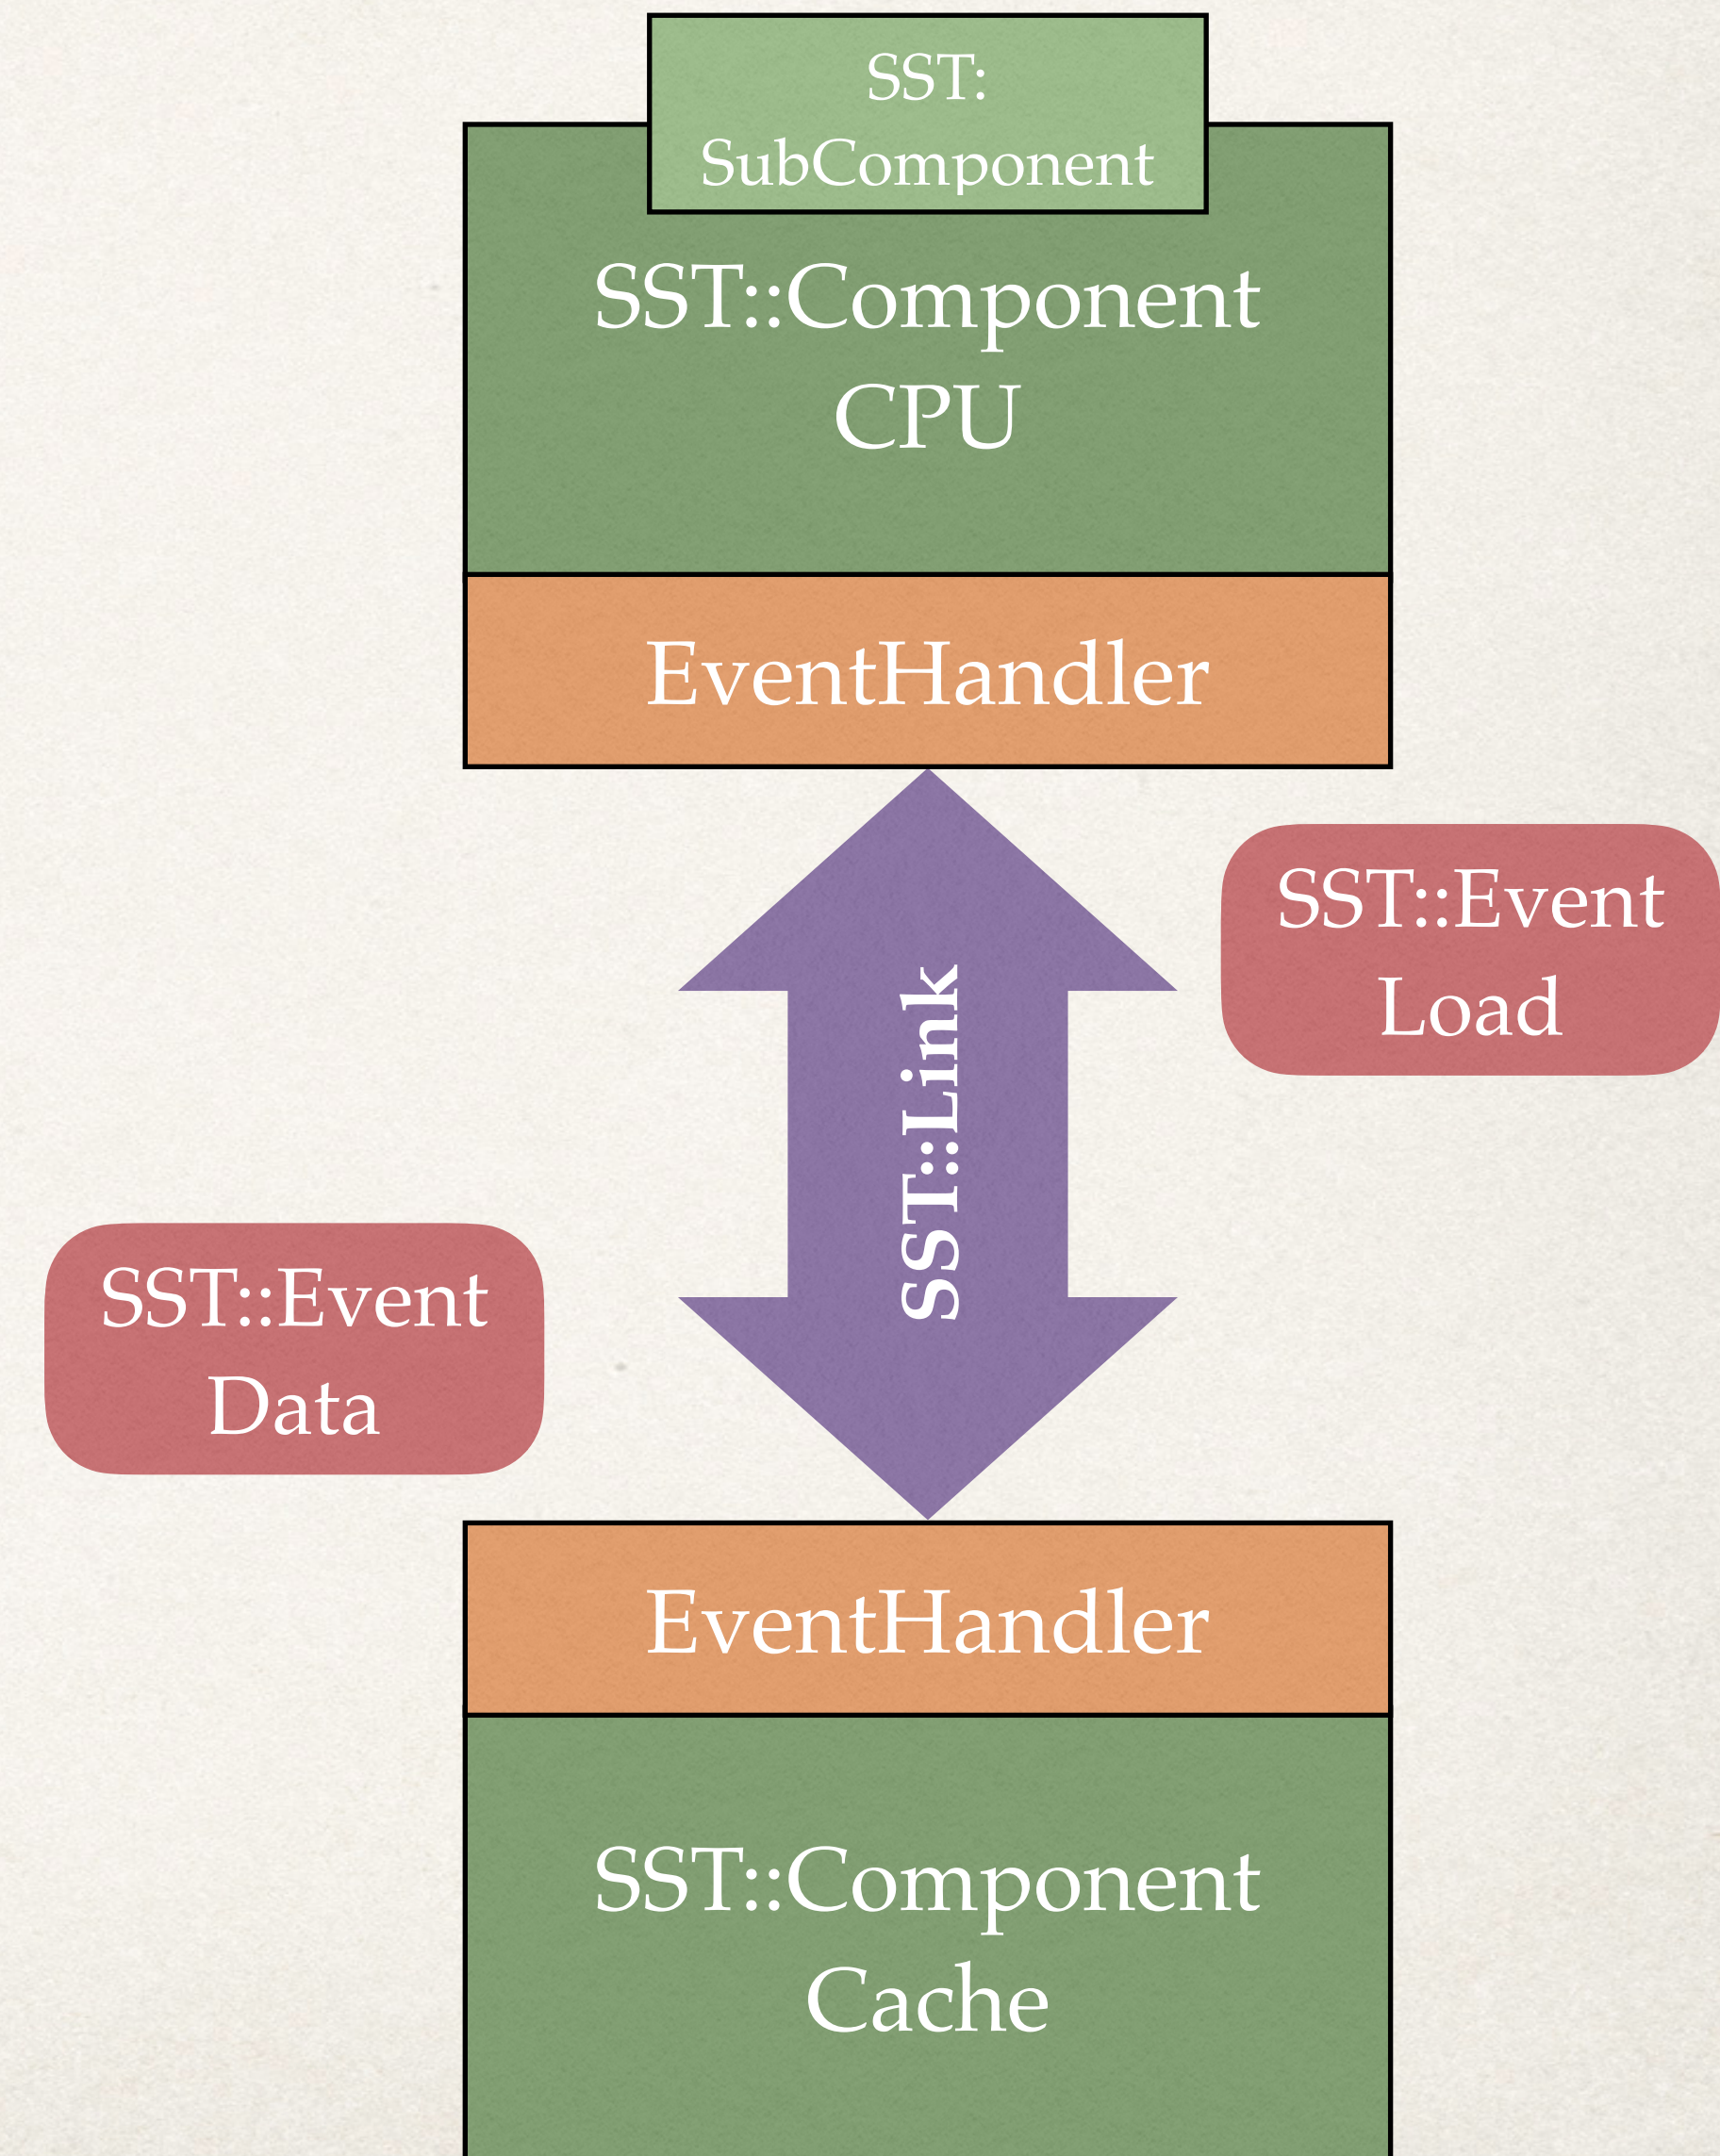 SST:
SubComponent
SST::Component
CPU
EventHandler
SST::Event
Load
SST::Link
SST::Event
Data
EventHandler
SST::Component
Cache